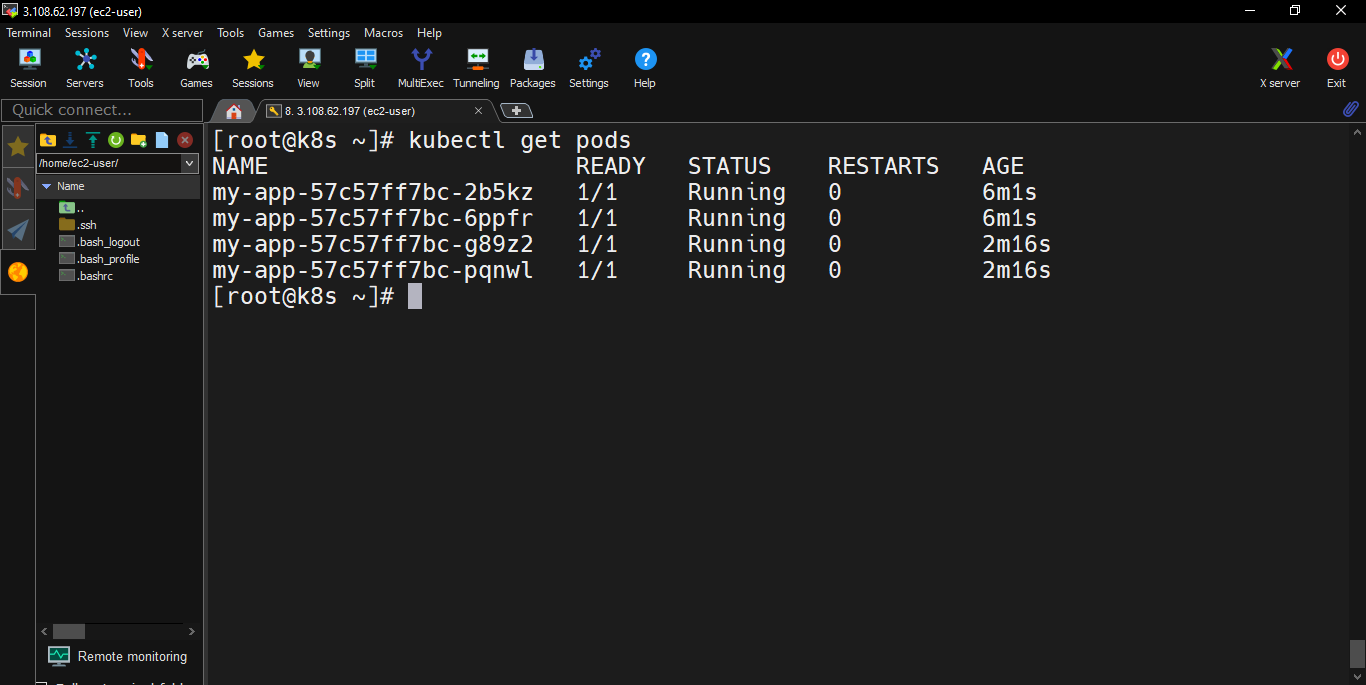 3.108.62.197 (ec2-user)
Terminal Sessions View X server Tools Games Settings Macros Help
Session Servers Tools Games Sessions View Split MultiExec Tunneling Packages Settings Help X server Exit
Quick connect...
8. 3.108.62.197 (ec2-user)
/home/ec2-user/
Name
..
.ssh
.bash_logout
.bash_profile
.bashrc
Remote monitoring
[root@k8s ~]# kubectl get pods
NAME READY STATUS RESTARTS AGE
my-app-57c57ff7bc-2b5kz 1/1 Running 0 6m1s
my-app-57c57ff7bc-6ppfr 1/1 Running 0 6m1s
my-app-57c57ff7bc-g89z2 1/1 Running 0 2m16s
my-app-57c57ff7bc-pqnwl 1/1 Running 0 2m16s
[root@k8s ~]#